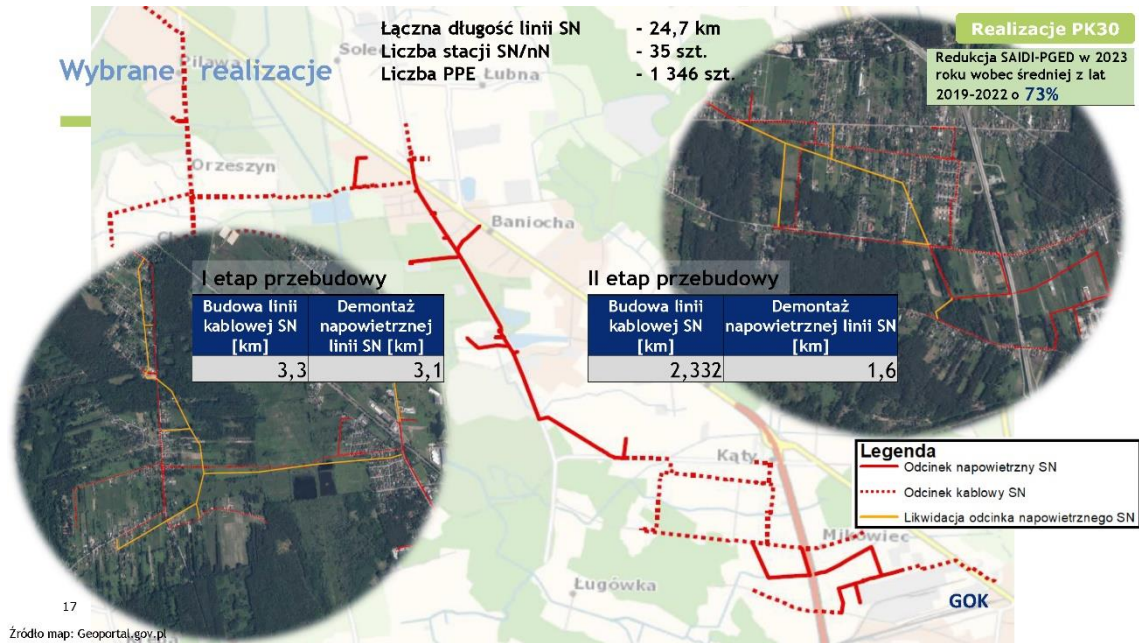 Łączna długość linii SN - 24,7 km
Liczba stacji SN/nN - 35 szt.
Liczba PPE - 1 346 szt.
Realizacje PK30
Redukcja SAIDI-PGED w 2023
roku wobec średniej z lat
2019-2022 o 73%
Wybrane realizacje
Pilawa
Łubna
Orzeszyn
Baniocha
I etap przebudowy
Budowa linii
kablowej SN
[km]
Demontaż
napowietrznej
linii SN [km]
3,3
3,1
II etap przebudowy
Budowa linii
kablowej SN
[km]
Demontaż
napowietrznej linii SN
[km]
2,332
1,6
Kąty
Legenda
Odcinek napowietrzny SN
Odcinek kablowy SN
Likwidacja odcinka napowietrznego SN
Mikowiec
Ługówka
GOK
17
Źródło map: Geoportal.gov.pl